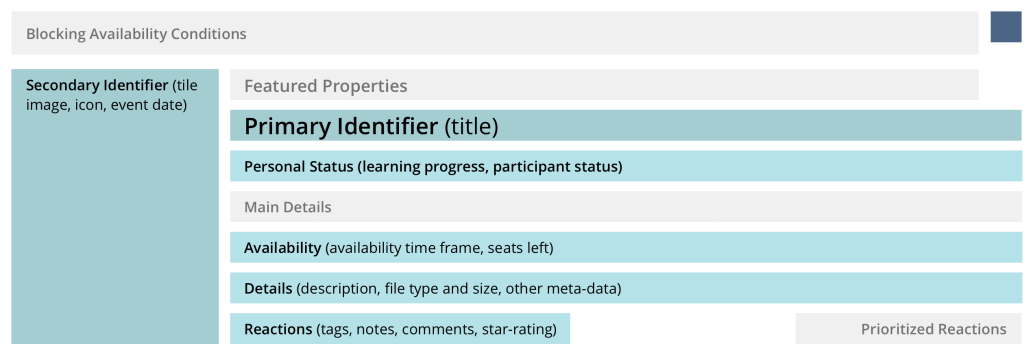 Blocking Availability Conditions
Secondary Identifier (tile
image, icon, event date)
Featured Properties
Primary Identifier (title)
Personal Status (learning progress, participant status)
Main Details
Availability (availability time frame, seats left)
Details (description, file type and size, other meta-data)
Reactions (tags, notes, comments, star-rating)
Prioritized Reactions